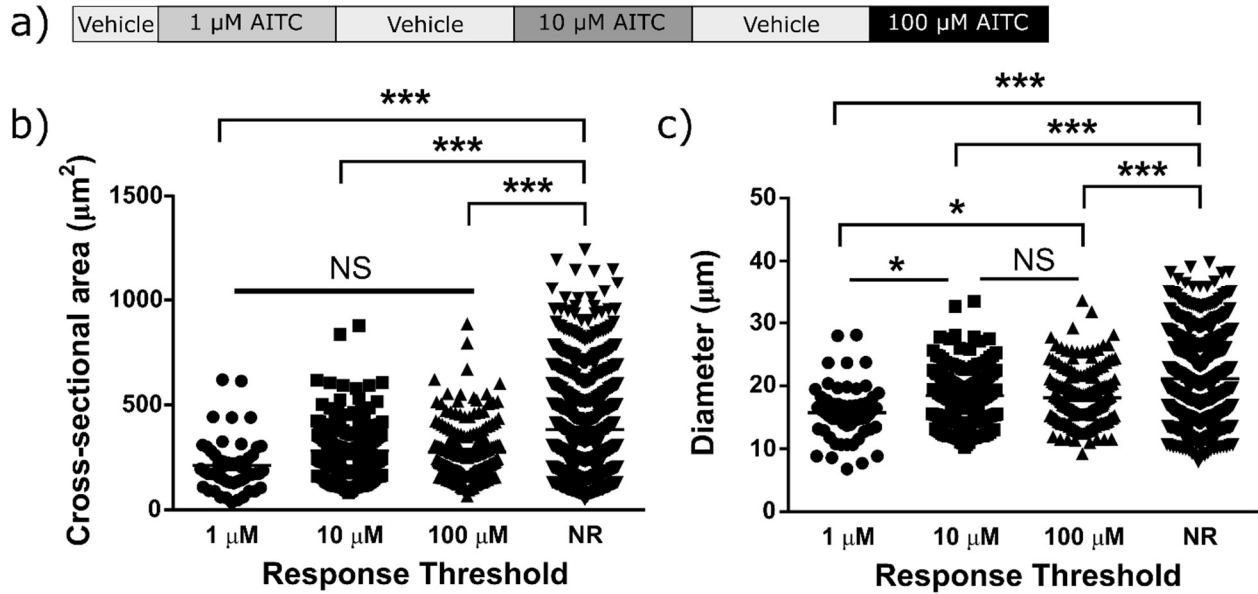 a) Vehicle 1 µM AITC Vehicle 10 µM AITC Vehicle 100 µM AITC
b)
***
***
***
NS
Cross-sectional area (µm²)
1500
1000
500
0
1 µM 10 µM 100 µM NR
Response Threshold
c)
***
***
***
*
*
NS
Diameter (µm)
50
40
30
20
10
0
1 µM 10 µM 100 µM NR
Response Threshold